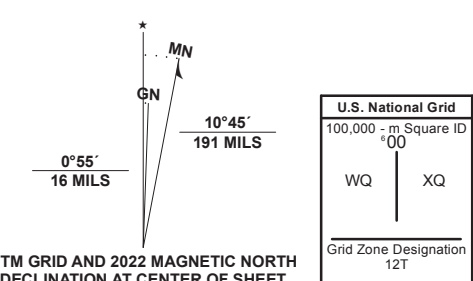 ★
MN
GN
10°45´
191 MILS
0°55´
16 MILS
TM GRID AND 2022 MAGNETIC NORTH
DECLINATION AT CENTER OF SHEET
U.S. National Grid
100,000 - m Square ID
⁶00
WQ XQ
Grid Zone Designation
12T